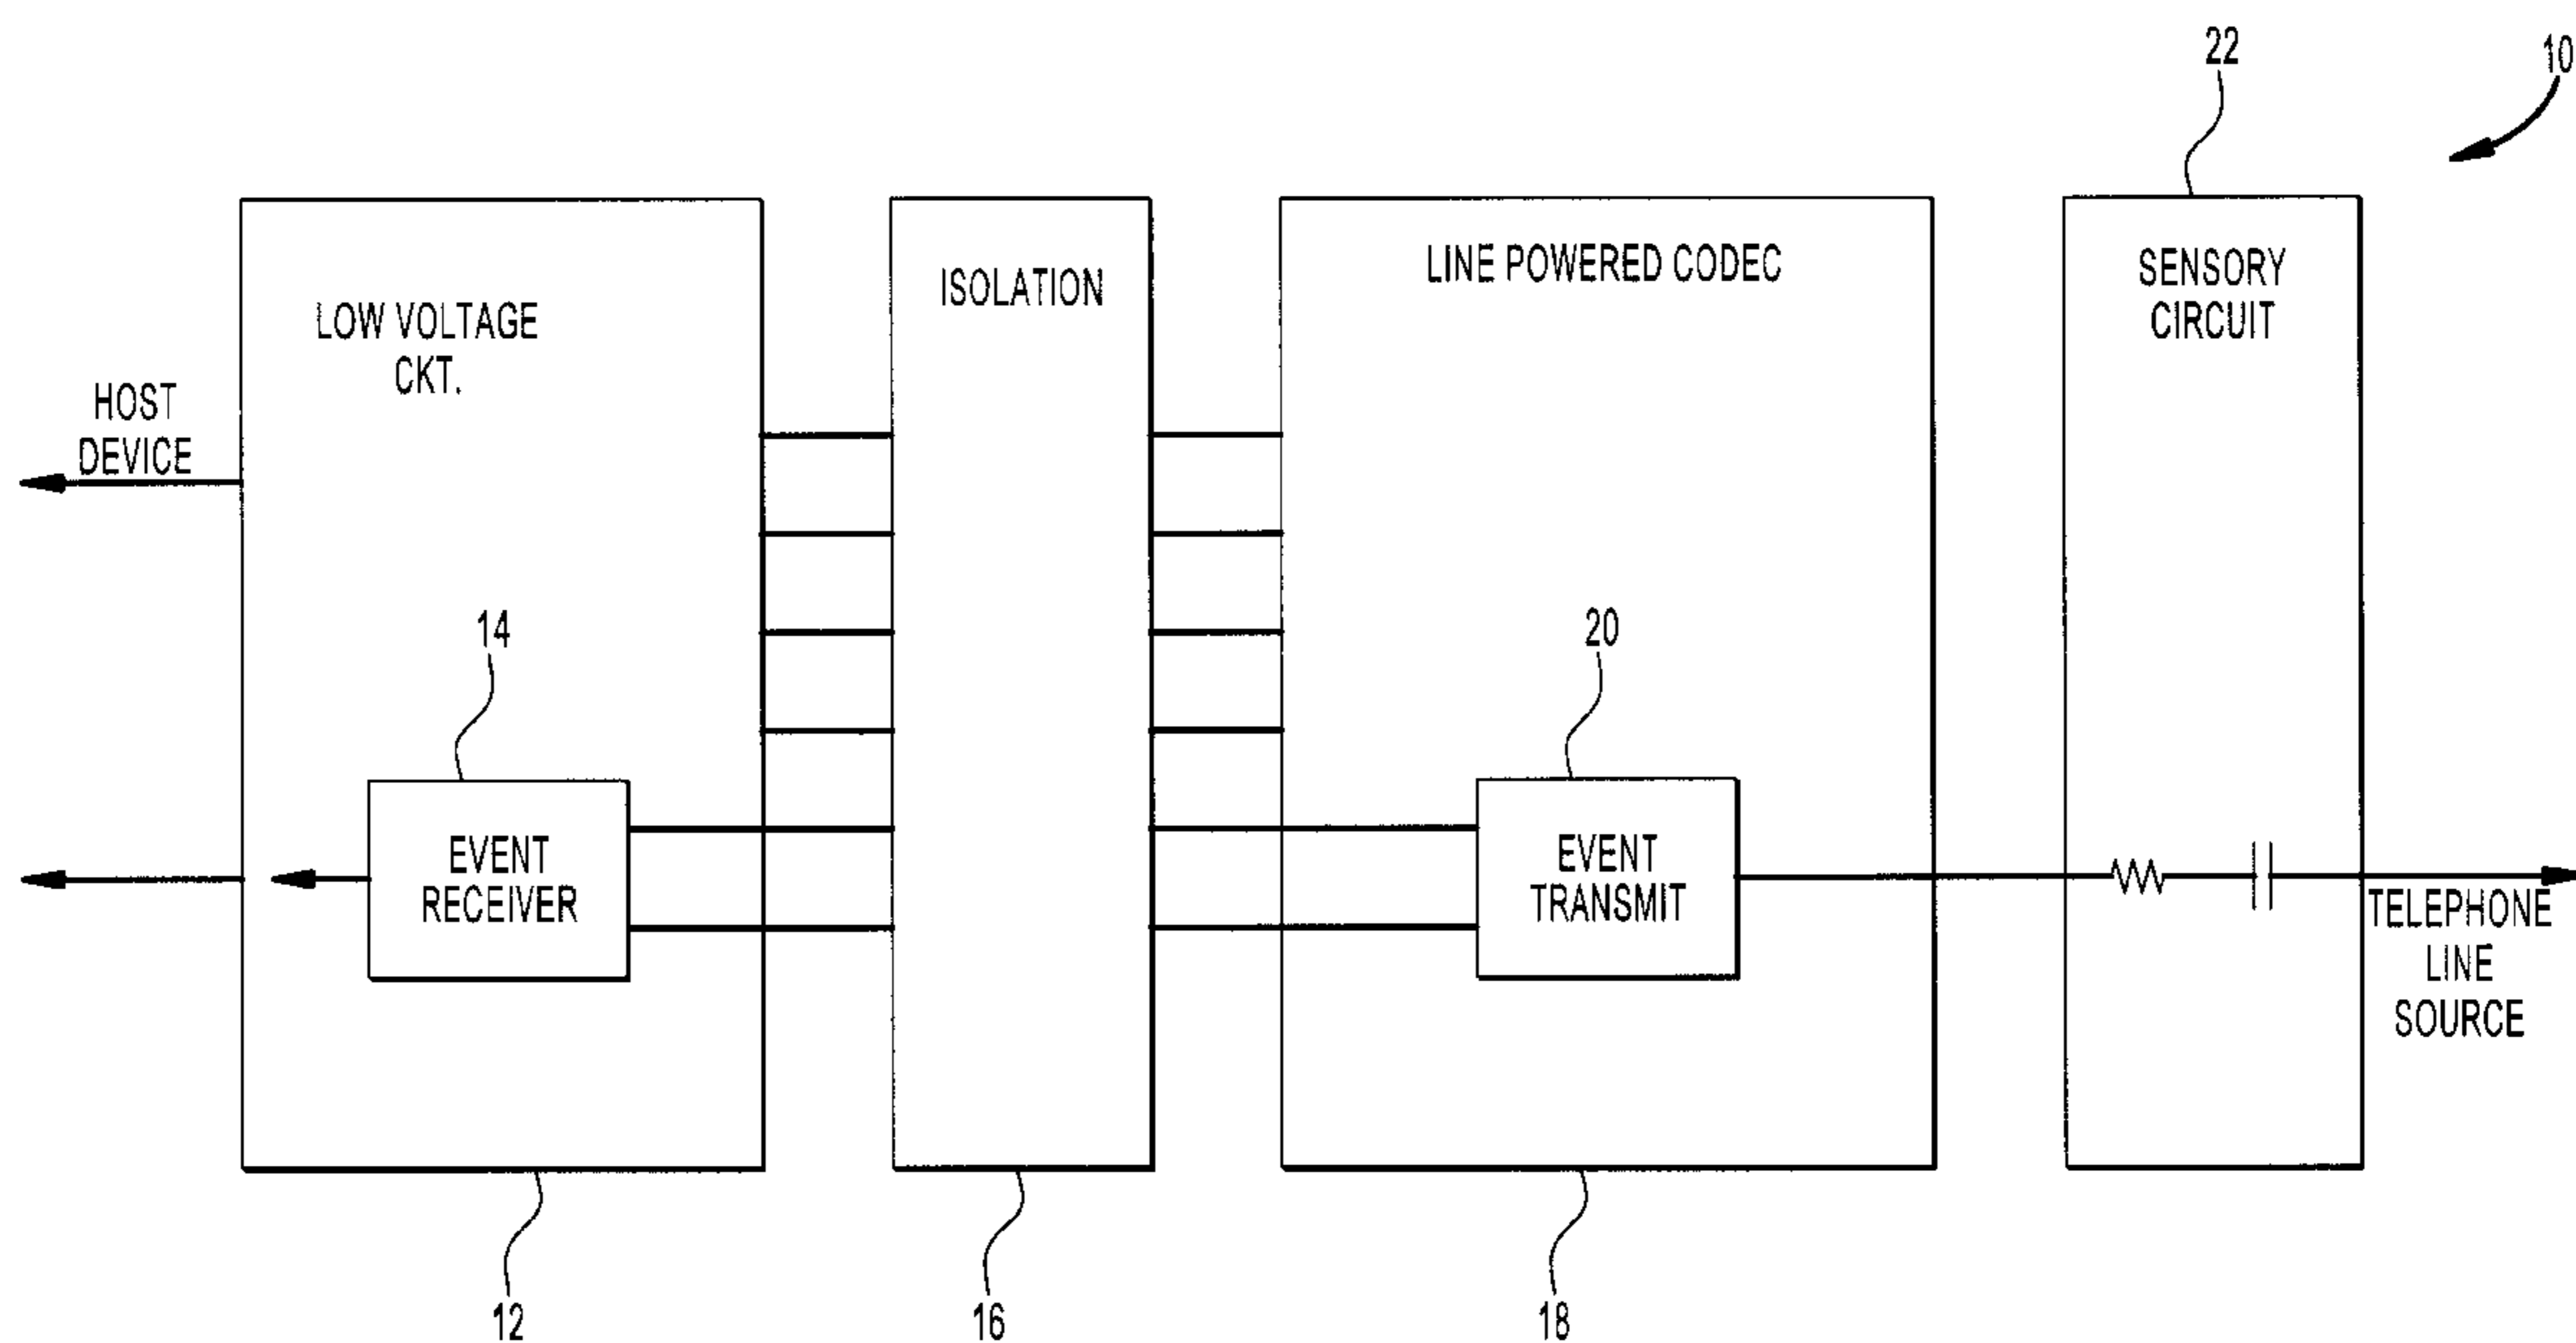 22
10
LOW VOLTAGE
CKT.
ISOLATION
LINE POWERED CODEC
SENSORY
CIRCUIT
HOST
DEVICE
14
20
EVENT
RECEIVER
EVENT
TRANSMIT
TELEPHONE
LINE
SOURCE
12
16
18